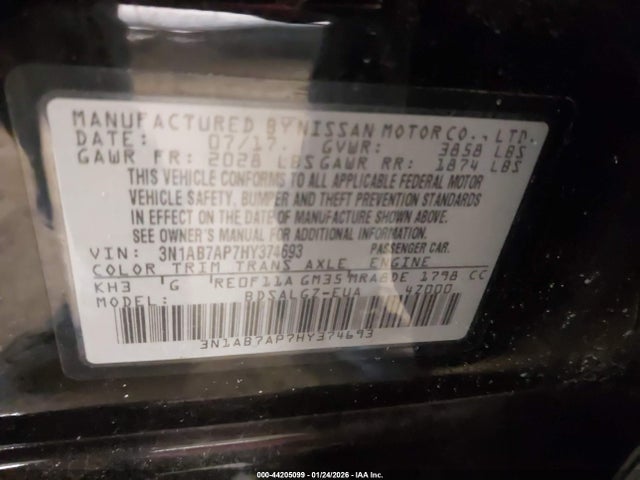 MANUFACTURED BY NISSAN MOTOR CO., LTD.
DATE: 07/17 GVWR: 3858 LBS
GAWR FR: 2028 LBS GAWR RR: 1874 LBS
THIS VEHICLE CONFORMS TO ALL APPLICABLE FEDERAL MOTOR
VEHICLE SAFETY, BUMPER AND THEFT PREVENTION STANDARDS
IN EFFECT ON THE DATE OF MANUFACTURE SHOWN ABOVE.
SEE OWNER'S MANUAL FOR ADDITIONAL INFORMATION
VIN: 3N1AB7AP7HY374693 PASSENGER CAR.
COLOR TRIM TRANS AXLE ENGINE
KH3 G RE0F11A GM35 MRA8DE 1798 CC
MODEL: BDSALG7-EUA 47000
3N1AB7AP7HY374693
000-44205099 - 01/24/2026 - IAA Inc.